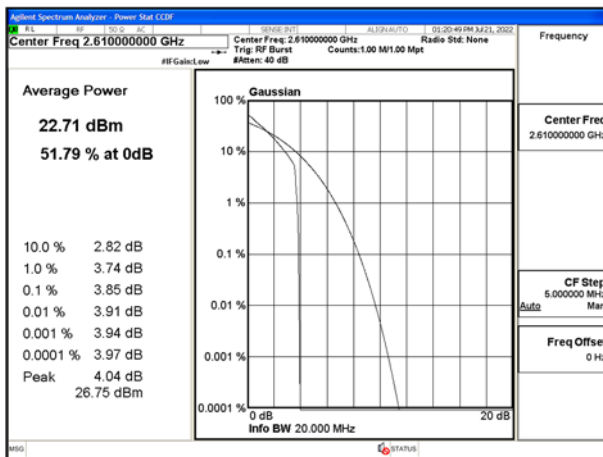 Agilent Spectrum Analyzer - Power Stat CCDF
RL RF 50 Ω AC SENSE:INT ALIGNAUTO 01:20:49 PM Jul 21, 2022
Center Freq 2.610000000 GHz
Center Freq: 2.610000000 GHz Radio Std: None
Trig: RF Burst Counts:1.00 M/1.00 Mpt
#IFGain:Low #Atten: 40 dB
Frequency
Average Power
22.71 dBm
51.79 % at 0dB
10.0 % 2.82 dB
1.0 % 3.74 dB
0.1 % 3.85 dB
0.01 % 3.91 dB
0.001 % 3.94 dB
0.0001 % 3.97 dB
Peak 4.04 dB
26.75 dBm
Gaussian
100 %
10 %
1 %
0.1 %
0.01 %
0.001 %
0.0001 %
0 dB 20 dB
Info BW 20.000 MHz
Center Freq
2.610000000 GHz
CF Step
5.000000 MHz
Auto Man
Freq Offset
0 Hz
MSG STATUS